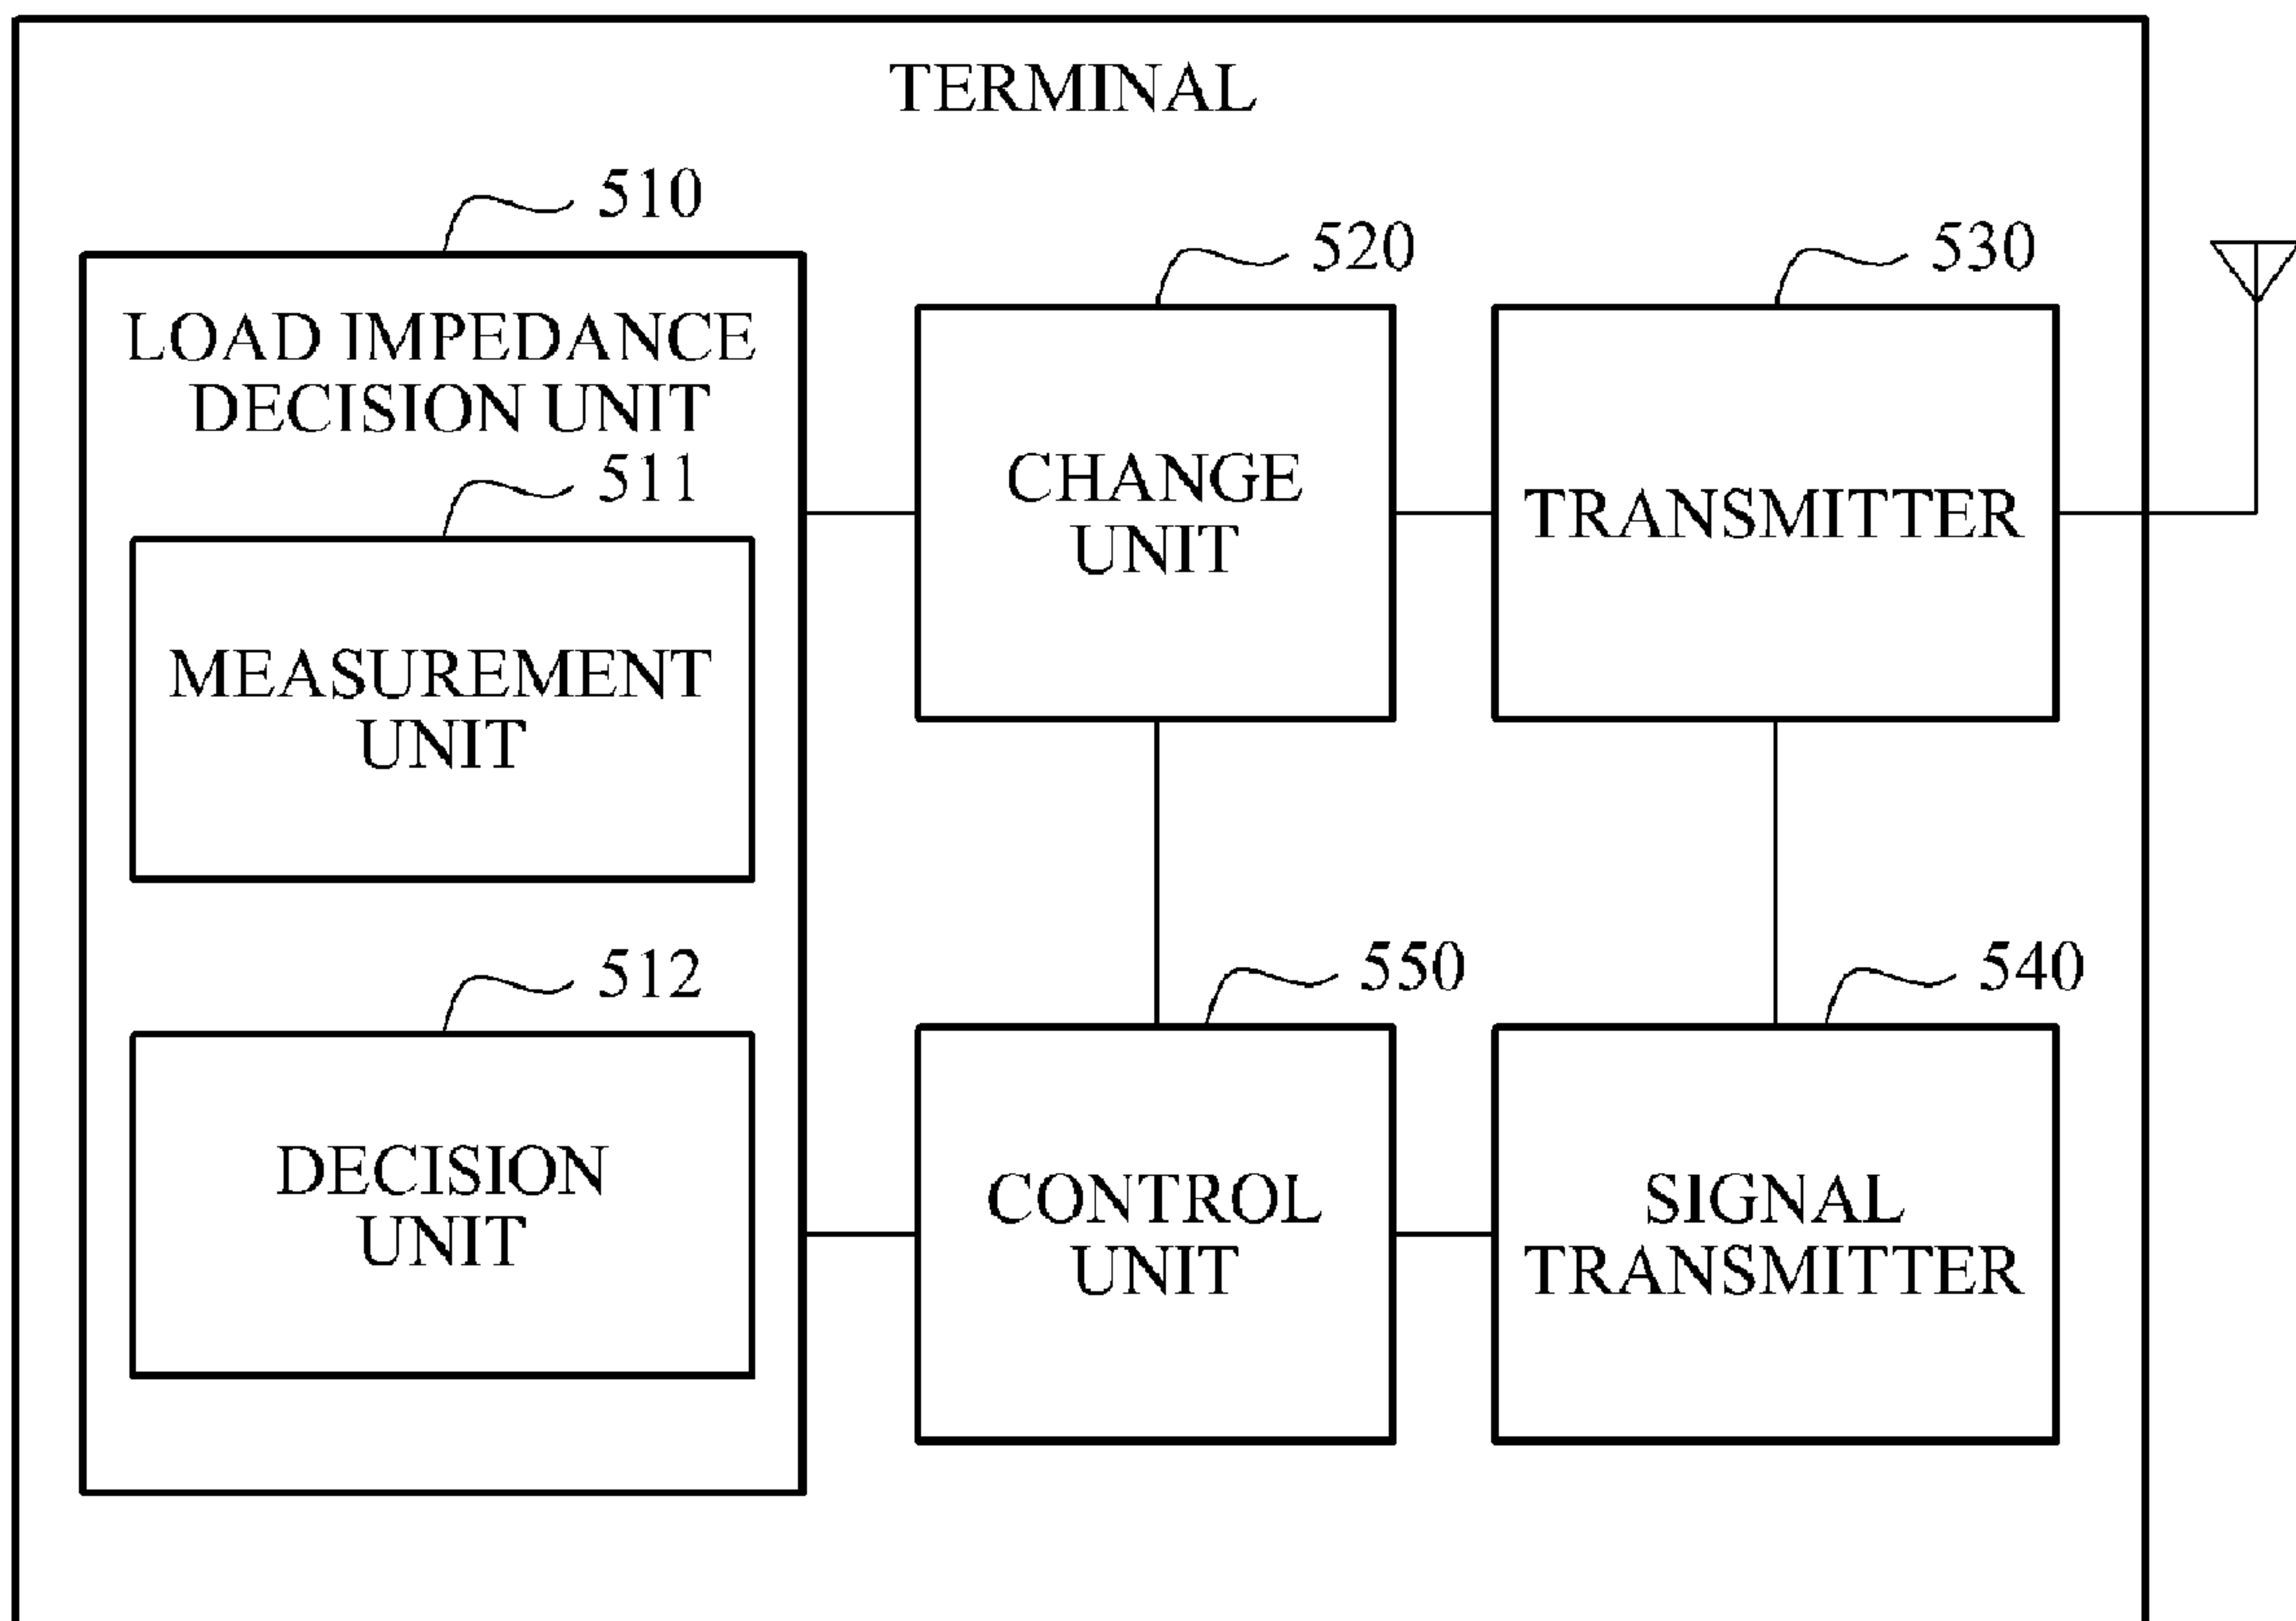 TERMINAL
510
LOAD IMPEDANCE
DECISION UNIT
511
MEASUREMENT
UNIT
512
DECISION
UNIT
520
CHANGE
UNIT
530
TRANSMITTER
550
CONTROL
UNIT
540
SIGNAL
TRANSMITTER